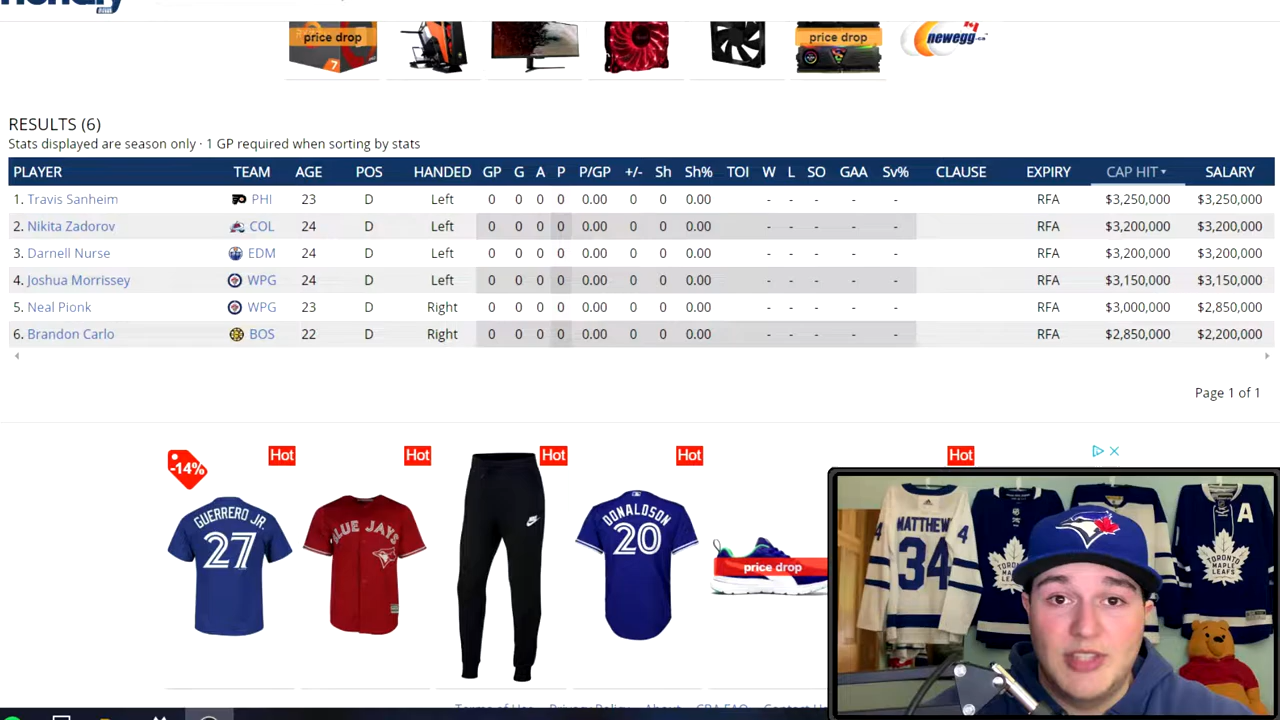 price drop
price drop
newegg.ca
RESULTS (6)
Stats displayed are season only · 1 GP required when sorting by stats
PLAYER TEAM AGE POS HANDED GP G A P P/GP +/- Sh Sh% TOI W L SO GAA Sv% CLAUSE EXPIRY CAP HIT▾ SALARY
1. Travis Sanheim PHI 23 D Left 0 0 0 0 0.00 0 0 0.00 - - - - - - RFA $3,250,000 $3,250,000
2. Nikita Zadorov COL 24 D Left 0 0 0 0 0.00 0 0 0.00 - - - - - RFA $3,200,000 $3,200,000
3. Darnell Nurse EDM 24 D Left 0 0 0 0 0.00 0 0 0.00 - - - - - RFA $3,200,000 $3,200,000
4. Joshua Morrissey WPG 24 D Left 0 0 0 0 0.00 0 0 0.00 - - - - - RFA $3,150,000 $3,150,000
5. Neal Pionk WPG 23 D Right 0 0 0 0 0.00 0 0 0.00 - - - - - RFA $3,000,000 $2,850,000
6. Brandon Carlo BOS 22 D Right 0 0 0 0 0.00 0 0 0.00 - - - - - RFA $2,850,000 $2,200,000
Page 1 of 1
-14%
Hot
Hot
Hot
Hot
Hot
GUERRERO JR.
27
BLUE JAYS
DONALDSON
20
price drop
MATTHEW
34
4
4
TORONTO
MAPLE
LEAFS
A
TORONTO
MAPLE
LEAFS